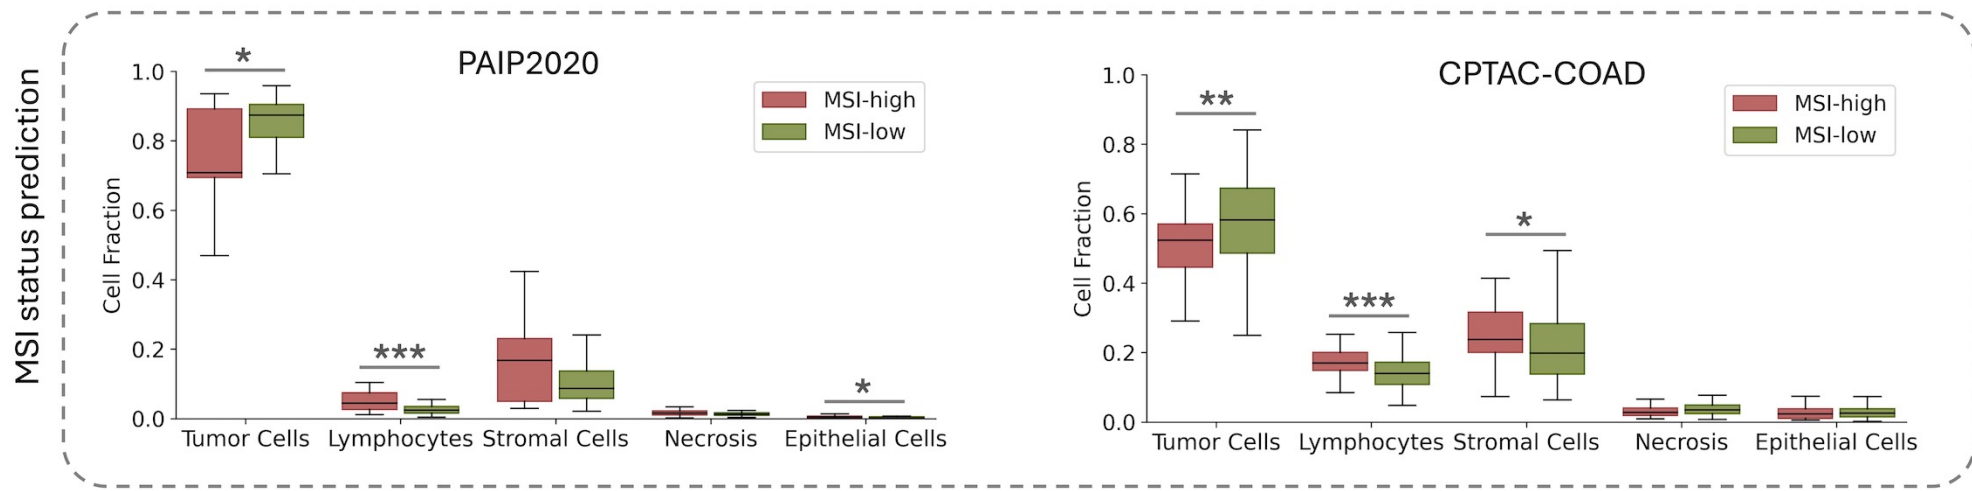 MSI status prediction
PAIP2020
*
MSI-high
MSI-low
Cell Fraction
1.0
0.8
0.6
0.4
0.2
0.0
***
*
Tumor Cells
Lymphocytes
Stromal Cells
Necrosis
Epithelial Cells
CPTAC-COAD
**
MSI-high
MSI-low
Cell Fraction
1.0
0.8
0.6
0.4
0.2
0.0
***
*
Tumor Cells
Lymphocytes
Stromal Cells
Necrosis
Epithelial Cells